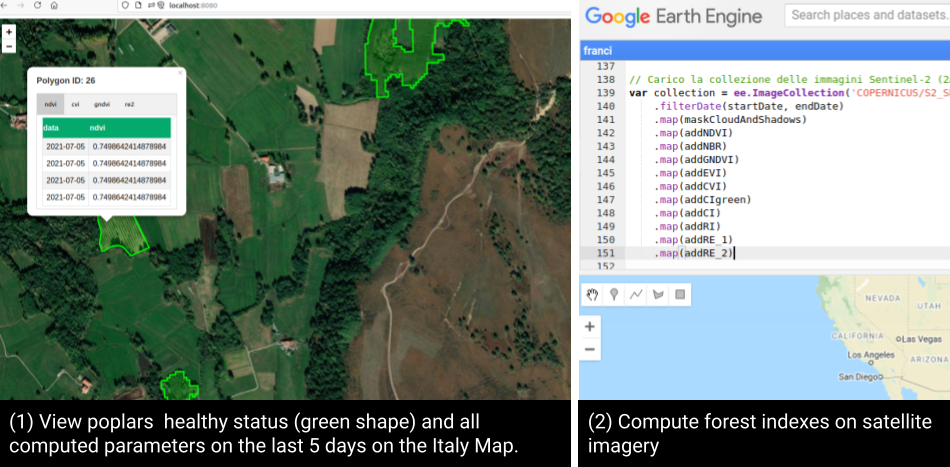 localhost:8080
+
−
Polygon ID: 26
×
ndvi cvi gndvi re2
data ndvi
2021-07-05 0.7498642414878984
2021-07-05 0.7498642414878984
2021-07-05 0.7498642414878984
2021-07-05 0.7498642414878984
(1) View poplars healthy status (green shape) and all
computed parameters on the last 5 days on the Italy Map.
Google Earth Engine
Search places and datasets.
franci
137
138 // Carico la collezione delle immagini Sentinel-2 (2
139 var collection = ee.ImageCollection('COPERNICUS/S2_S
140 .filterDate(startDate, endDate)
141 .map(maskCloudAndShadows)
142 .map(addNDVI)
143 .map(addNBR)
144 .map(addGNDVI)
145 .map(addEVI)
146 .map(addCVI)
147 .map(addCIgreen)
148 .map(addCI)
149 .map(addRI)
150 .map(addRE_1)
151 .map(addRE_2)
152
+
−
NEVADA
UTAH
CALIFORNIA
Las Vegas
Los Angeles
ARIZONA
San Diego
(2) Compute forest indexes on satellite
imagery